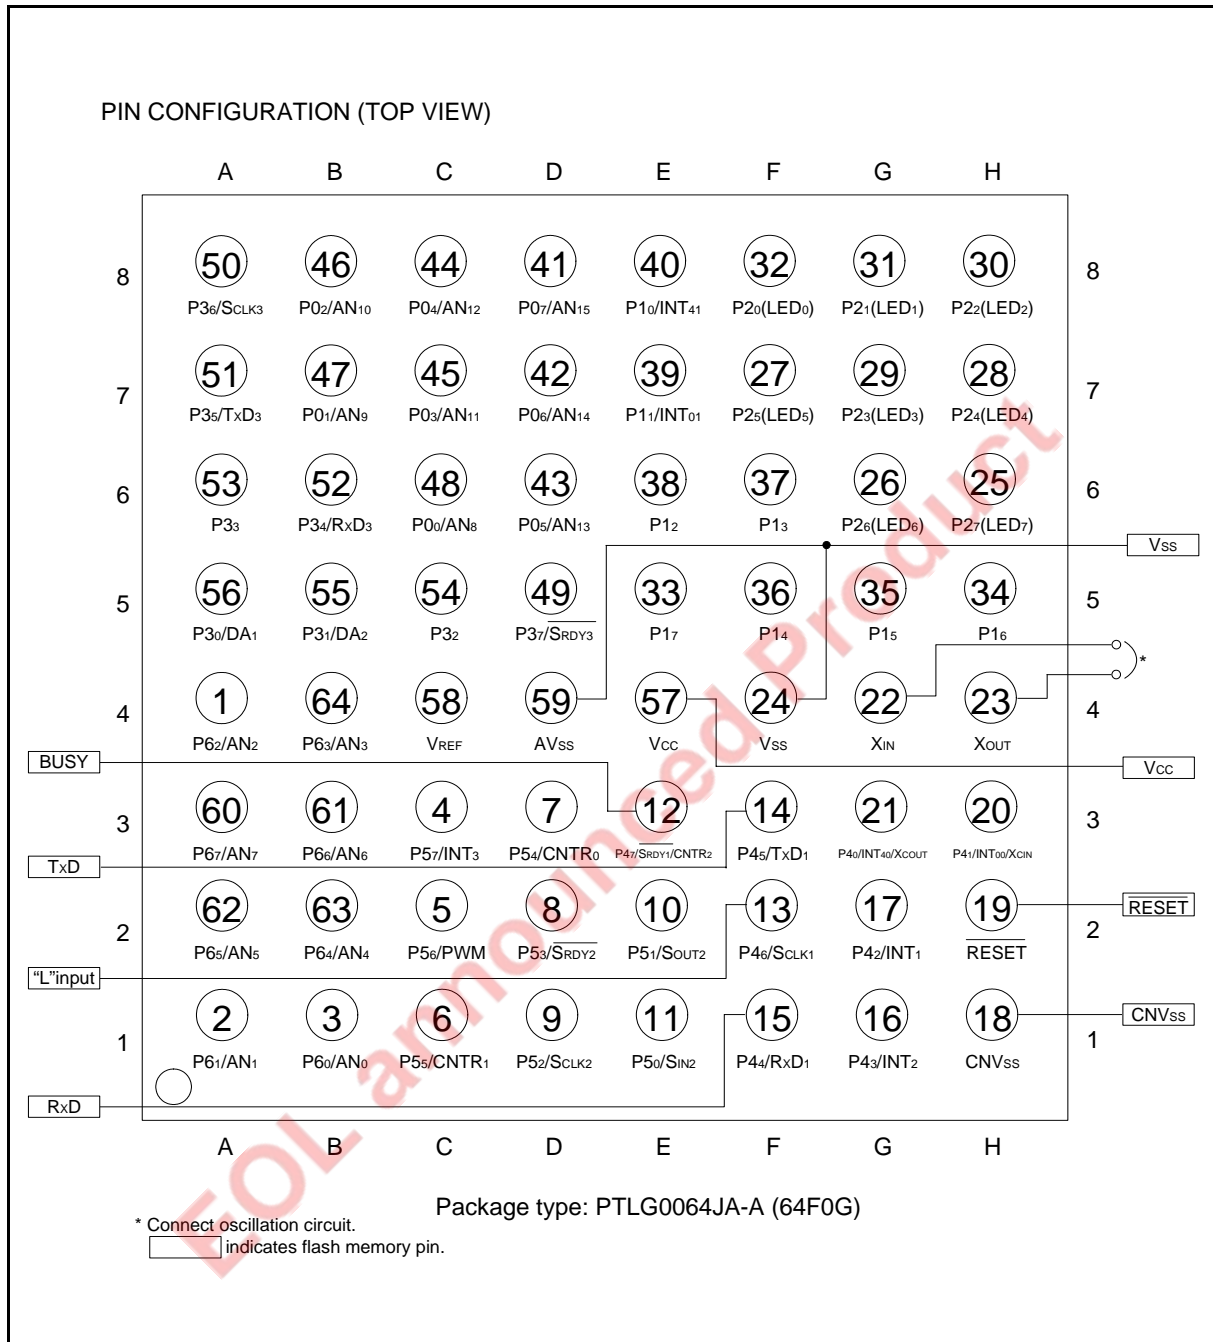 PIN CONFIGURATION (TOP VIEW)
A B C D E F G H
8 50 46 44 41 40 32 31 30 8
P36/SCLK3 P02/AN10 P04/AN12 P07/AN15 P10/INT41 P20(LED0) P21(LED1) P22(LED2)
7 51 47 45 42 39 27 29 28 7
P35/TxD3 P01/AN9 P03/AN11 P06/AN14 P11/INT01 P25(LED5) P23(LED3) P24(LED4)
6 53 52 48 43 38 37 26 25 6
P33 P34/RxD3 P00/AN8 P05/AN13 P12 P13 P26(LED6) P27(LED7)
Vss
5 56 55 54 49 33 36 35 34 5
P30/DA1 P31/DA2 P32 P37/SRDY3 P17 P14 P15 P16
*
4 1 64 58 59 57 24 22 23 4
P62/AN2 P63/AN3 VREF AVss Vcc Vss XIN XOUT
BUSY
Vcc
3 60 61 4 7 12 14 21 20 3
P67/AN7 P66/AN6 P57/INT3 P54/CNTR0 P47/SRDY1/CNTR2 P45/TxD1 P40/INT40/XCOUT P41/INT00/XCIN
TxD
2 62 63 5 8 10 13 17 19 2
RESET
P65/AN5 P64/AN4 P56/PWM P53/SRDY2 P51/SOUT2 P46/SCLK1 P42/INT1 RESET
“L”input
1 2 3 6 9 11 15 16 18 1
CNVss
P61/AN1 P60/AN0 P55/CNTR1 P52/SCLK2 P50/SIN2 P44/RxD1 P43/INT2 CNVss
RxD
A B C D E F G H
Package type: PTLG0064JA-A (64F0G)
* Connect oscillation circuit.
indicates flash memory pin.
EOL announced Product